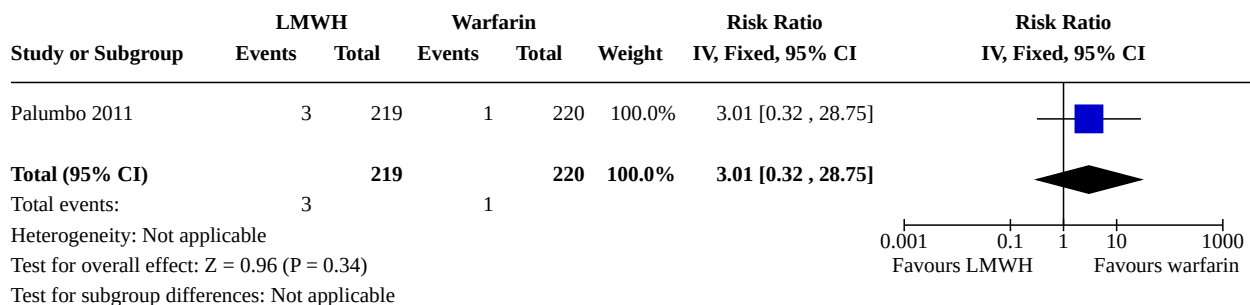 LMWH Warfarin Risk Ratio Risk Ratio
Study or Subgroup Events Total Events Total Weight IV, Fixed, 95% CI IV, Fixed, 95% CI
Palumbo 2011 3 219 1 220 100.0% 3.01 [0.32 , 28.75]
Total (95% CI) 219 220 100.0% 3.01 [0.32 , 28.75]
Total events: 3 1
Heterogeneity: Not applicable
0.001 0.1 1 10 1000
Test for overall effect: Z = 0.96 (P = 0.34) Favours LMWH Favours warfarin
Test for subgroup differences: Not applicable